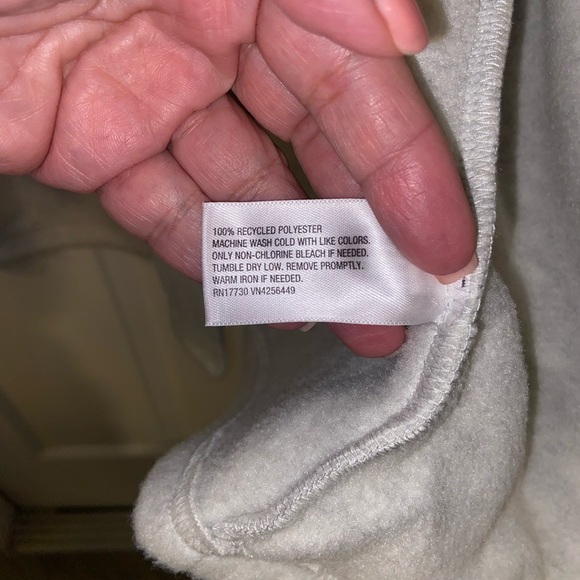 100% RECYCLED POLYESTER
MACHINE WASH COLD WITH LIKE COLORS.
ONLY NON-CHLORINE BLEACH IF NEEDED.
TUMBLE DRY LOW. REMOVE PROMPTLY.
WARM IRON IF NEEDED.
RN17730 VN4256449